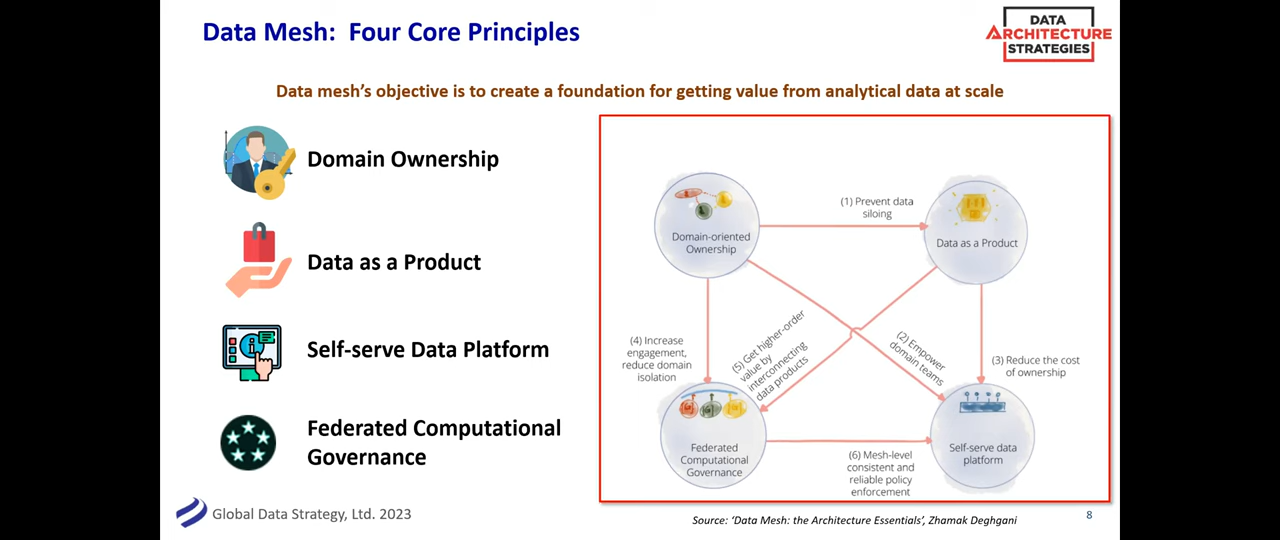 Data Mesh: Four Core Principles
DATA
ARCHITECTURE
STRATEGIES
Data mesh's objective is to create a foundation for getting value from analytical data at scale
Domain Ownership
Data as a Product
Self-serve Data Platform
Federated Computational
Governance
Domain-oriented
Ownership
(1) Prevent data
siloing
Data as a Product
(4) Increase
engagement,
reduce domain
isolation
(5) Get higher-order
value by
interconnecting
data products
(2) Empower
domain teams
(3) Reduce the cost
of ownership
Federated
Computational
Governance
(6) Mesh-level
consistent and
reliable policy
enforcement
Self-serve data
platform
Global Data Strategy, Ltd. 2023
Source: 'Data Mesh: the Architecture Essentials', Zhamak Deghgani
8